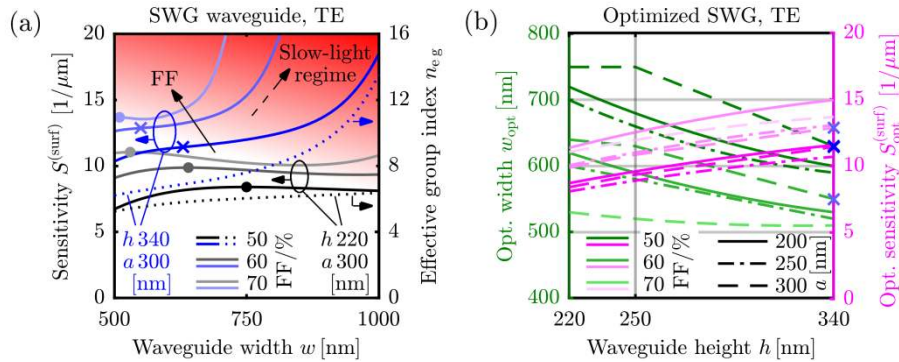 (a)
SWG waveguide, TE
Sensitivity S^(surf) [1/μm]
20
15
10
5
0
FF
Slow-light
regime
h 340
a 300
[nm]
50
60
70
FF/%
h 220
a 300
[nm]
16
12
8
4
0
Effective group index n_eg
500
750
1000
Waveguide width w [nm]
(b)
Optimized SWG, TE
Opt. width w_opt [nm]
800
700
600
500
400
50
60
70
FF/%
200
250
300
a [nm]
20
15
10
5
0
Opt. sensitivity S_opt^(surf) [1/μm]
220
250
340
Waveguide height h [nm]